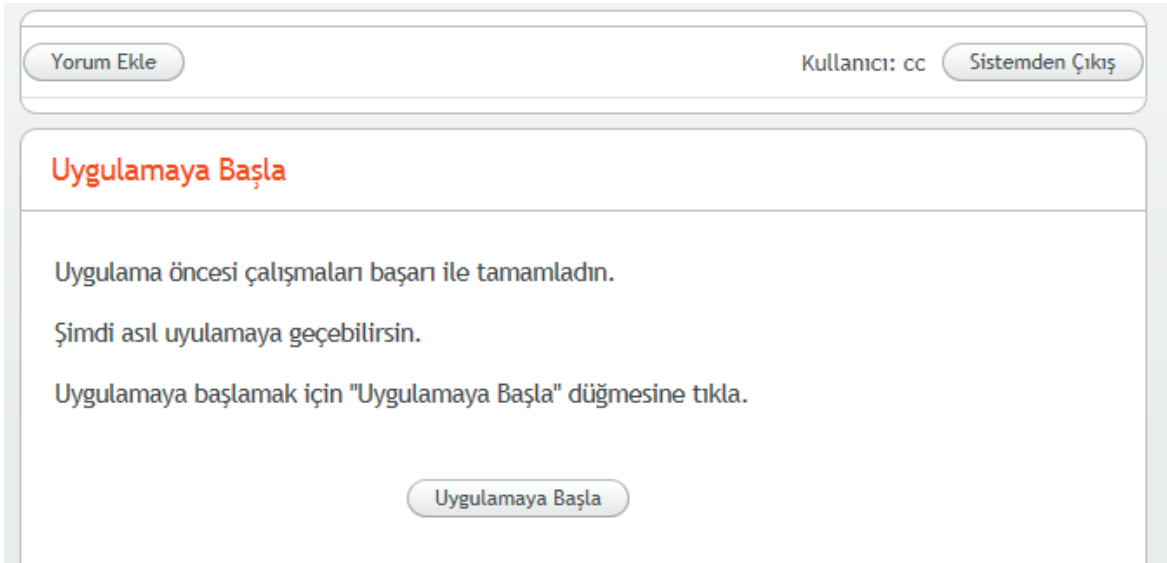 Yorum Ekle
Kullanıcı: cc
Sistemden Çıkış
Uygulamaya Başla
Uygulama öncesi çalışmaları başarı ile tamamladın.
Şimdi asıl uyulamaya geçebilirsin.
Uygulamaya başlamak için "Uygulamaya Başla" düğmesine tıkla.
Uygulamaya Başla